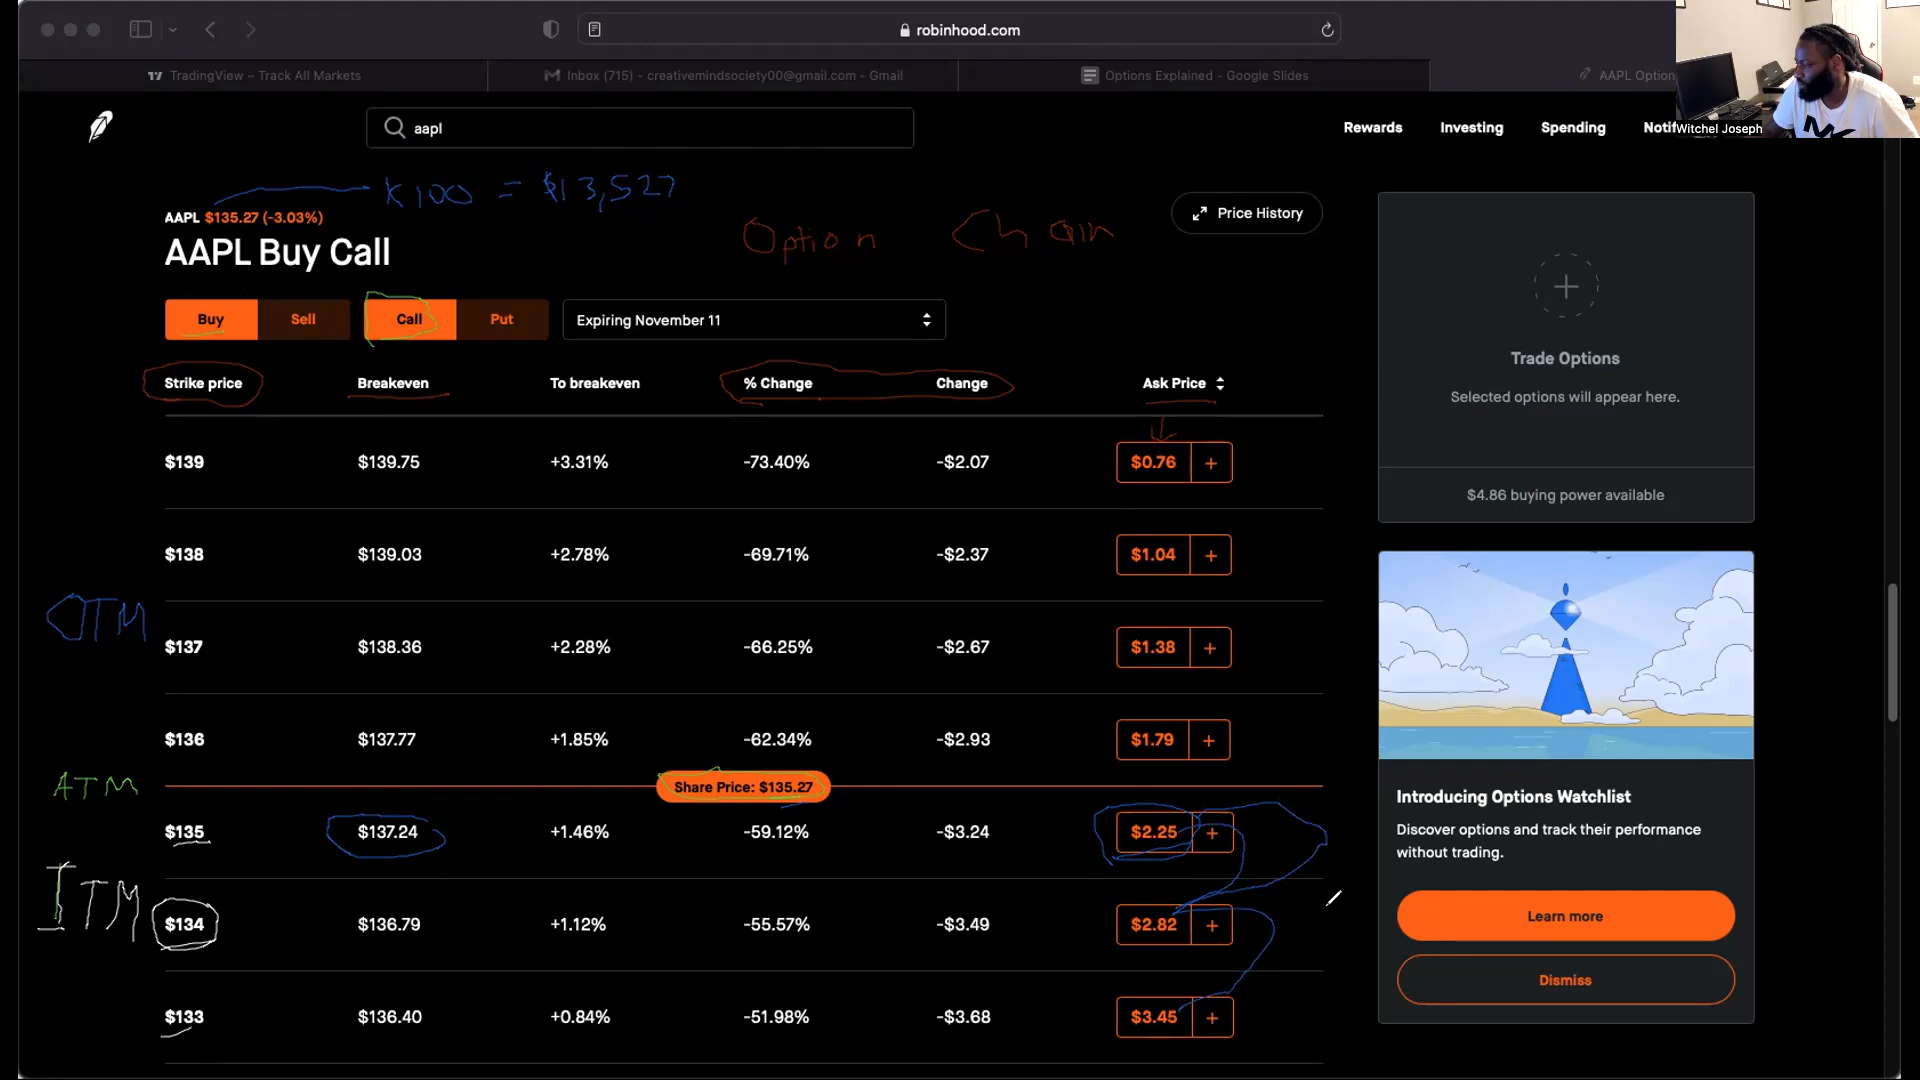 robinhood.com
TradingView – Track All Markets
Inbox (715) - creativemindsociety00@gmail.com - Gmail
Options Explained - Google Slides
AAPL Option
aapl
Rewards
Investing
Spending
Notif
Witchel Joseph
x100 = $13,527
AAPL $135.27 (-3.03%)
Option Chain
Price History
AAPL Buy Call
Buy Sell Call Put Expiring November 11
Strike price Breakeven To breakeven % Change Change Ask Price
$139 $139.75 +3.31% -73.40% -$2.07 $0.76 +
$138 $139.03 +2.78% -69.71% -$2.37 $1.04 +
OTM
$137 $138.36 +2.28% -66.25% -$2.67 $1.38 +
$136 $137.77 +1.85% -62.34% -$2.93 $1.79 +
ATM
Share Price: $135.27
$135 $137.24 +1.46% -59.12% -$3.24 $2.25 +
ITM
$134 $136.79 +1.12% -55.57% -$3.49 $2.82 +
$133 $136.40 +0.84% -51.98% -$3.68 $3.45 +
Trade Options
Selected options will appear here.
$4.86 buying power available
Introducing Options Watchlist
Discover options and track their performance
without trading.
Learn more
Dismiss